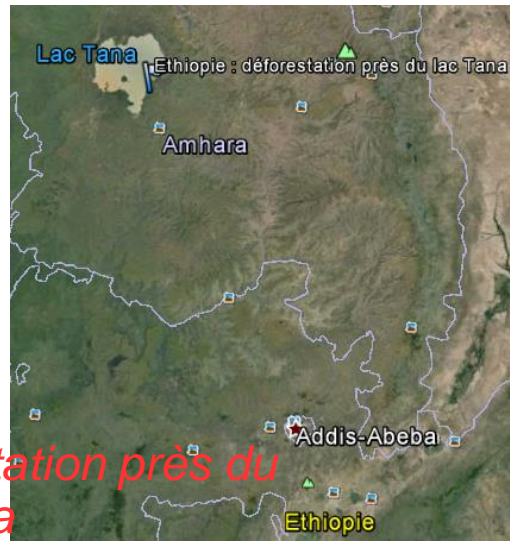 Lac Tana
Ethiopie : déforestation près du lac Tana
Amhara
Addis-Abeba
tation près du
a
Ethiopie